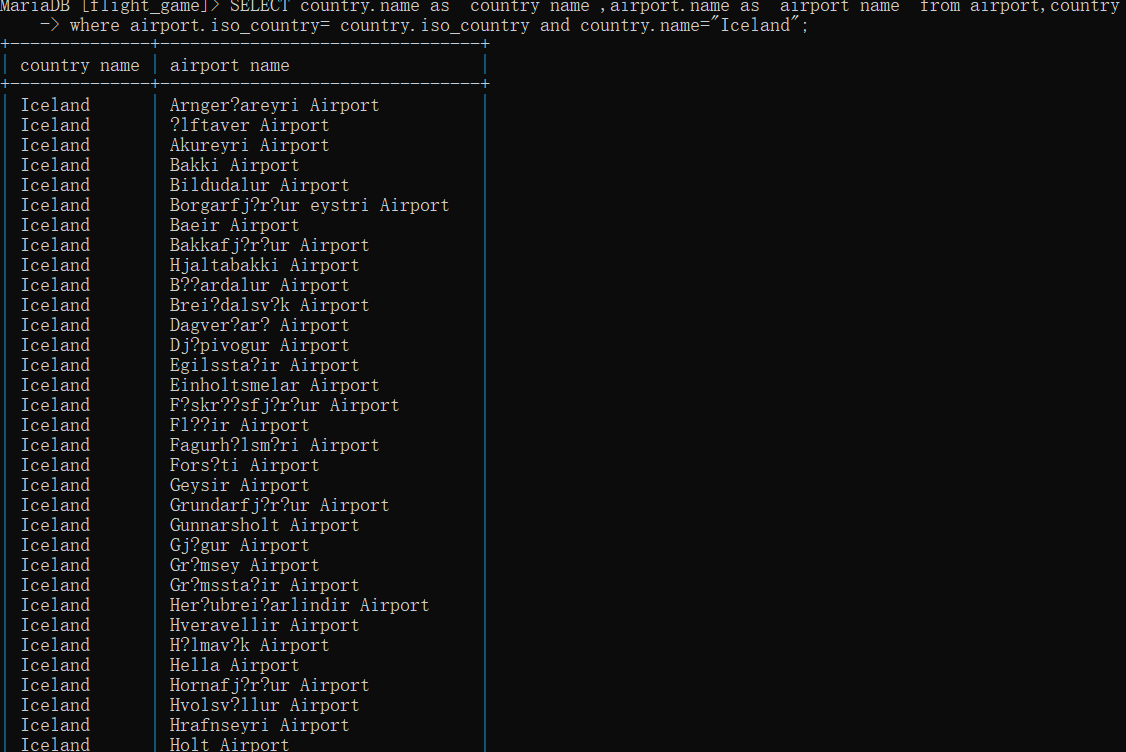 MariaDB [flight_game]> SELECT country.name as  country name ,airport.name as  airport name  from airport,country
-> where airport.iso_country= country.iso_country and country.name="Iceland";
country name | airport name
Iceland | Arnger?areyri Airport
Iceland | ?lftaver Airport
Iceland | Akureyri Airport
Iceland | Bakki Airport
Iceland | Bildudalur Airport
Iceland | Borgarfj?r?ur eystri Airport
Iceland | Baeir Airport
Iceland | Bakkafj?r?ur Airport
Iceland | Hjaltabakki Airport
Iceland | B??ardalur Airport
Iceland | Brei?dalsv?k Airport
Iceland | Dagver?ar? Airport
Iceland | Dj?pivogur Airport
Iceland | Egilssta?ir Airport
Iceland | Einholtsmelar Airport
Iceland | F?skr??sfj?r?ur Airport
Iceland | Fl??ir Airport
Iceland | Fagurh?lsm?ri Airport
Iceland | Fors?ti Airport
Iceland | Geysir Airport
Iceland | Grundarfj?r?ur Airport
Iceland | Gunnarsholt Airport
Iceland | Gj?gur Airport
Iceland | Gr?msey Airport
Iceland | Gr?mssta?ir Airport
Iceland | Her?ubrei?arlindir Airport
Iceland | Hveravellir Airport
Iceland | H?lmav?k Airport
Iceland | Hella Airport
Iceland | Hornafj?r?ur Airport
Iceland | Hvolsv?llur Airport
Iceland | Hrafnseyri Airport
Iceland | Holt Airport